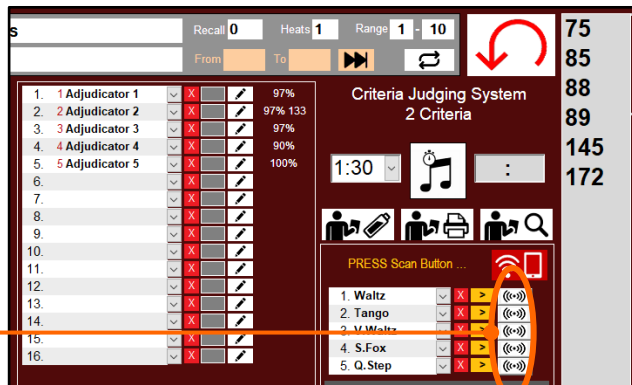 s
Recall 0 Heats 1 Range 1 - 10
From To
75
85
88
89
145
172
1. 1 Adjudicator 1 X 97%
2. 2 Adjudicator 2 X 97% 133
3. 3 Adjudicator 3 X 97%
4. 4 Adjudicator 4 X 90%
5. 5 Adjudicator 5 X 100%
6. X
7. X
8. X
9. X
10. X
11. X
12. X
13. X
14. X
15. X
16. X
Criteria Judging System
2 Criteria
1:30 :
PRESS Scan Button ...
1. Waltz X >
2. Tango X >
3. V.Waltz X >
4. S.Fox X >
5. Q.Step X >